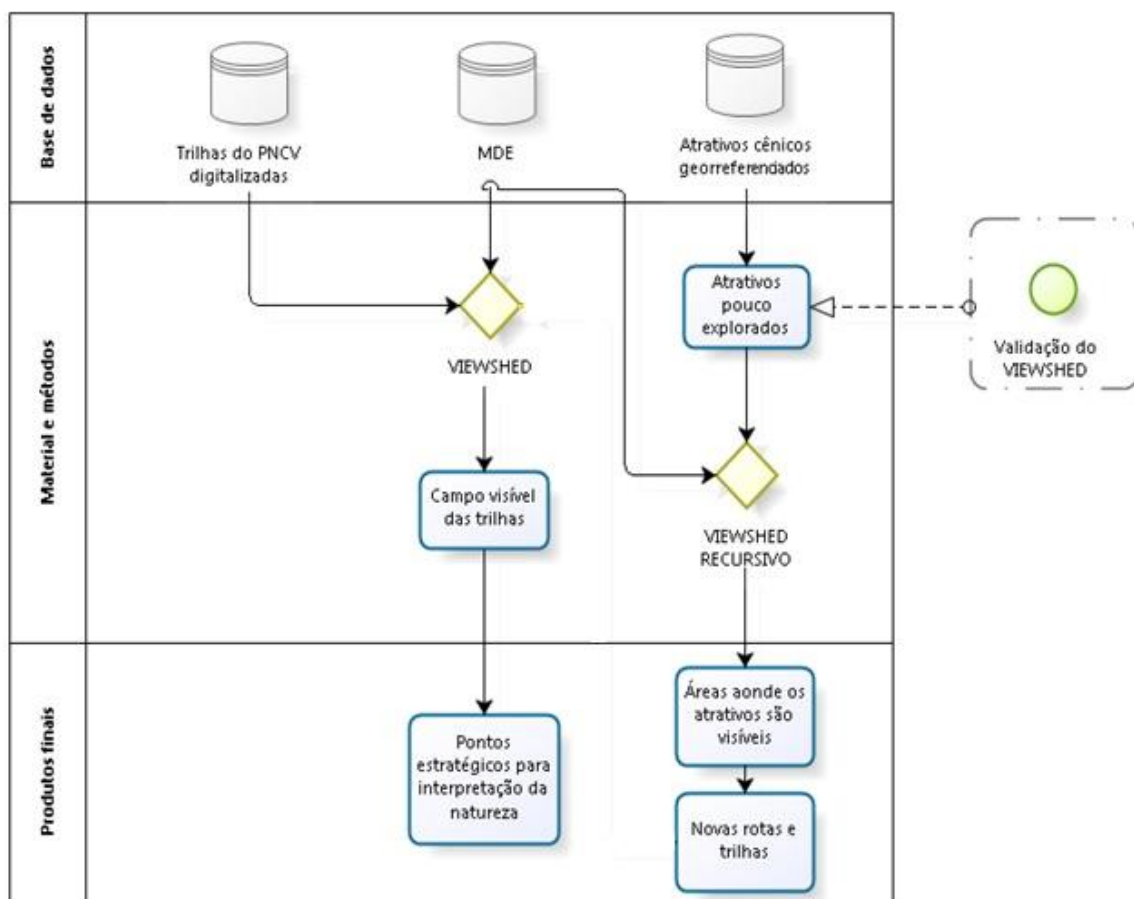 Base de dados
Trilhas do PNCV
digitalizadas
MDE
Atrativos cênicos
georreferenciados
Material e métodos
VIEWSHED
Atrativos
pouco
explorados
Validação do
VIEWSHED
Campo visível
das trilhas
VIEWSHED
RECURSIVO
Produtos finais
Pontos
estratégicos para
interpretação da
natureza
Áreas aonde os
atrativos são
visíveis
Novas rotas e
trilhas